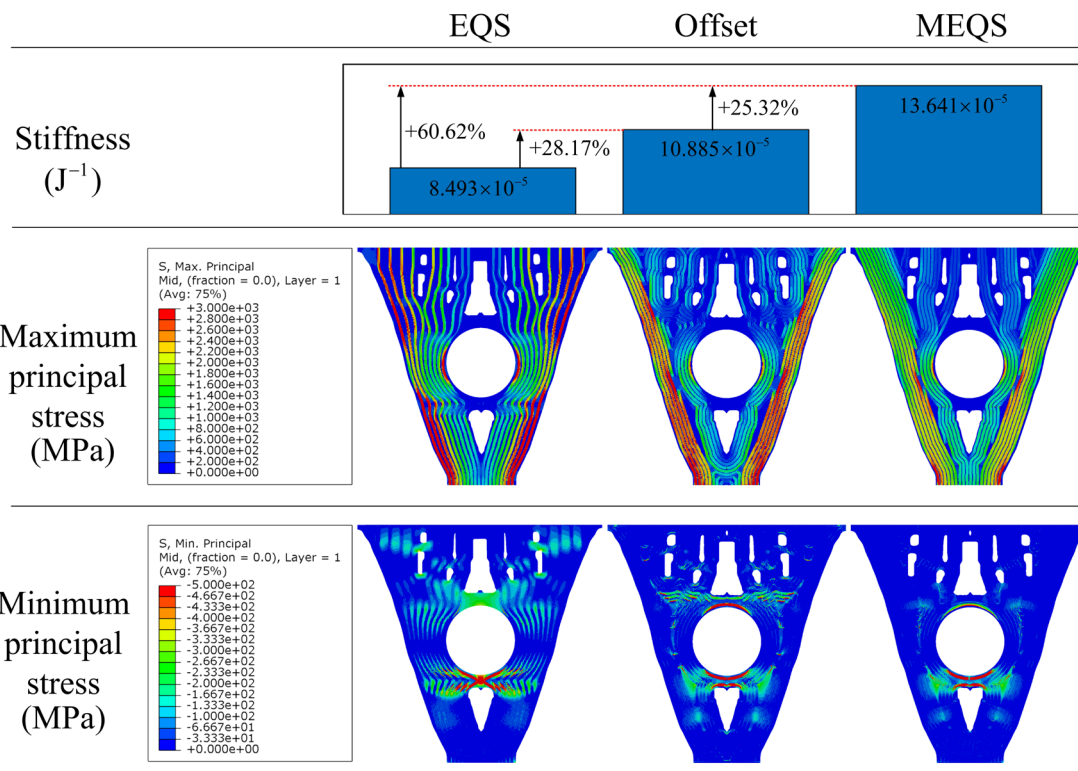 EQS Offset MEQS
Stiffness
(J⁻¹)
+60.62%
+28.17%
+25.32%
8.493×10⁻⁵
10.885×10⁻⁵
13.641×10⁻⁵
Maximum
principal
stress
(MPa)
S, Max. Principal
Mid, (fraction = 0.0), Layer = 1
(Avg: 75%)
+3.000e+03
+2.800e+03
+2.600e+03
+2.400e+03
+2.200e+03
+2.000e+03
+1.800e+03
+1.600e+03
+1.400e+03
+1.200e+03
+1.000e+03
+8.000e+02
+6.000e+02
+4.000e+02
+2.000e+02
+0.000e+00
Minimum
principal
stress
(MPa)
S, Min. Principal
Mid, (fraction = 0.0), Layer = 1
(Avg: 75%)
-5.000e+02
-4.667e+02
-4.333e+02
-4.000e+02
-3.667e+02
-3.333e+02
-3.000e+02
-2.667e+02
-2.333e+02
-2.000e+02
-1.667e+02
-1.333e+02
-1.000e+02
-6.667e+01
-3.333e+01
+0.000e+00